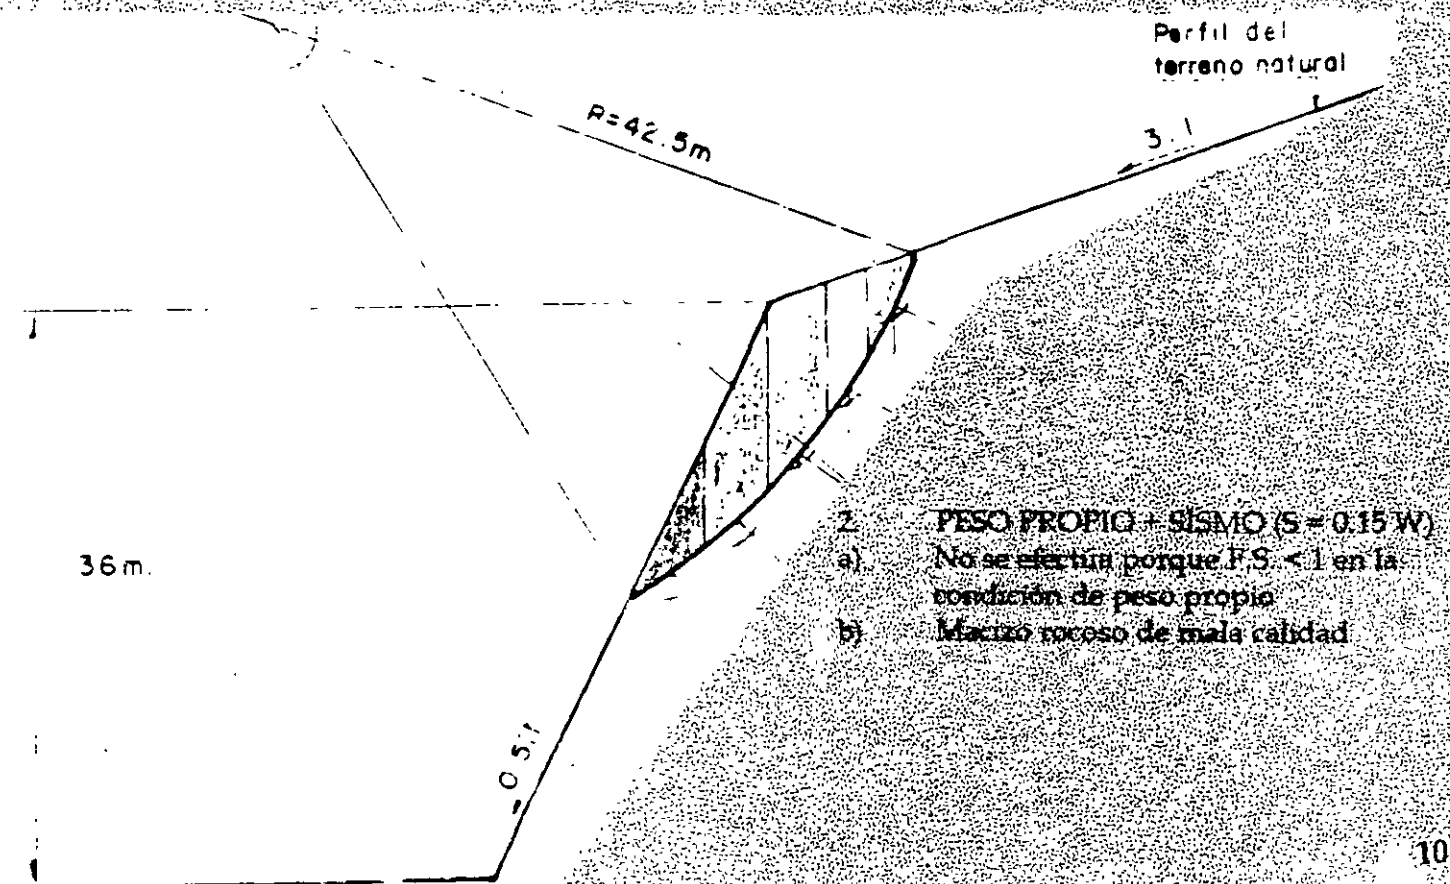 Perfil del
terreno natural
R=42.5m
3.1
36m.
0.5:1
2. PESO PROPIO + SISMO (S = 0.15 W)
a) No se efectúa porque F.S. < 1 en la
condición de peso propio
b) Macizo rocoso de mala calidad
10